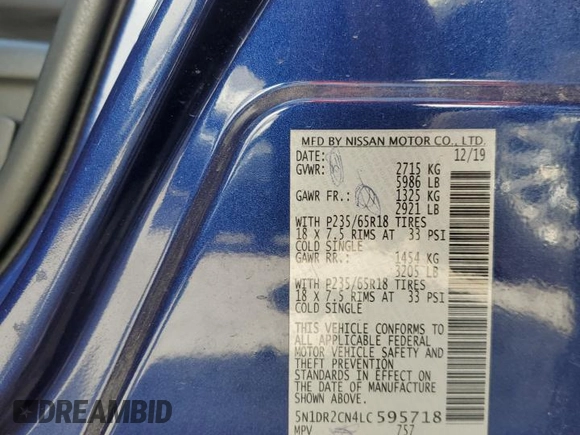 MFD BY NISSAN MOTOR CO., LTD.
DATE: 12/19
GVWR: 2715 KG
5986 LB
GAWR FR.: 1325 KG
2921 LB
WITH P235/65R18 TIRES
18 X 7.5 RIMS AT 33 PSI
COLD SINGLE
GAWR RR.: 1454 KG
3205 LB
WITH P235/65R18 TIRES
18 X 7.5 RIMS AT 33 PSI
COLD SINGLE
THIS VEHICLE CONFORMS TO
ALL APPLICABLE FEDERAL
MOTOR VEHICLE SAFETY AND
THEFT PREVENTION
STANDARDS IN EFFECT ON
THE DATE OF MANUFACTURE
SHOWN ABOVE.
5N1DR2CN4LC595718
MPV 757
DREAMBID